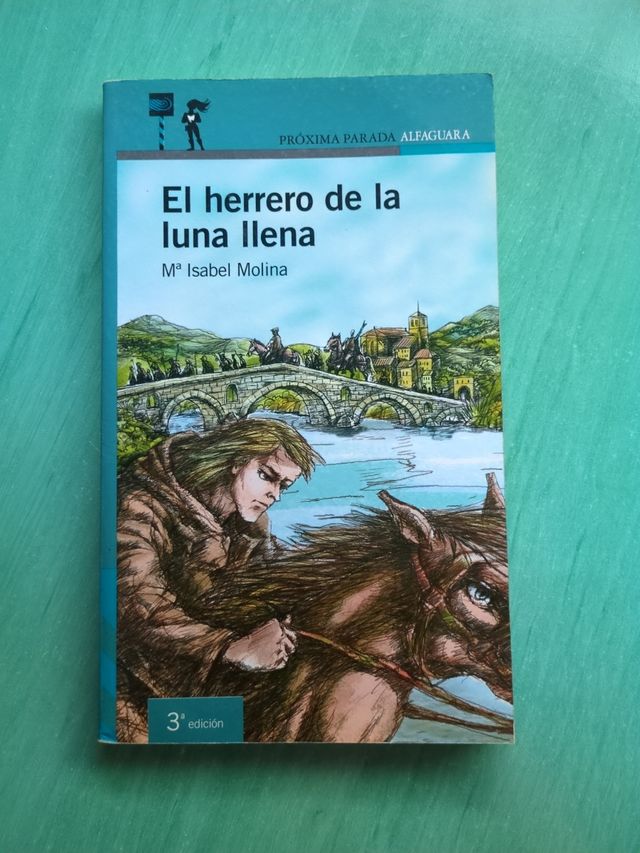 PRÓXIMA PARADA ALFAGUARA
El herrero de la
luna llena
Mª Isabel Molina
3ª edición